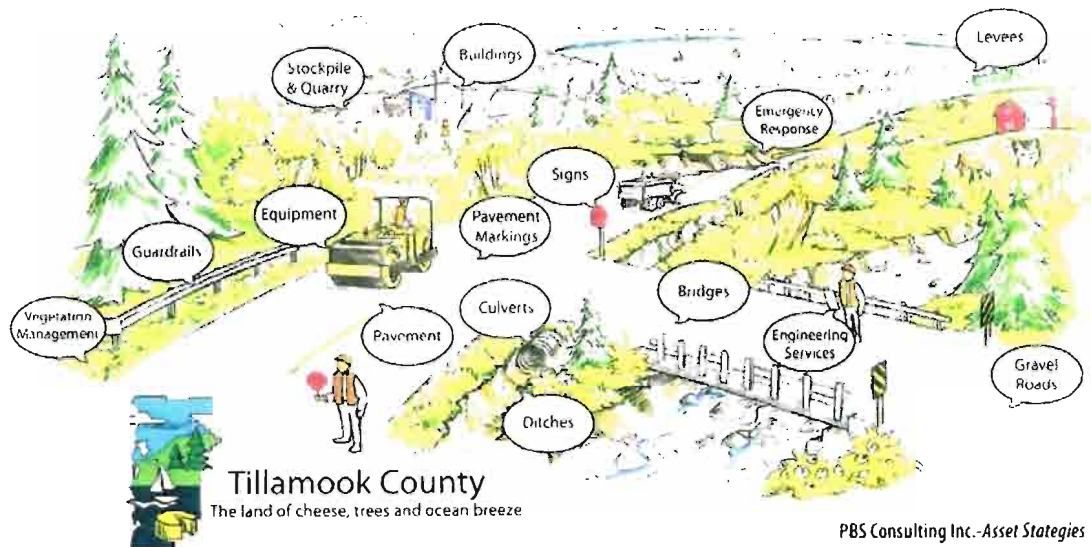 Buildings
Levees
Stockpile
& Quarry
Emergency
Response
Signs
Equipment
Pavement
Markings
Guardrails
Bridges
Culverts
Vegetation
Management
Pavement
Engineering
Services
Gravel
Roads
Ditches
Tillamook County
The land of cheese, trees and ocean breeze
PBS Consulting Inc.-Asset Stategies